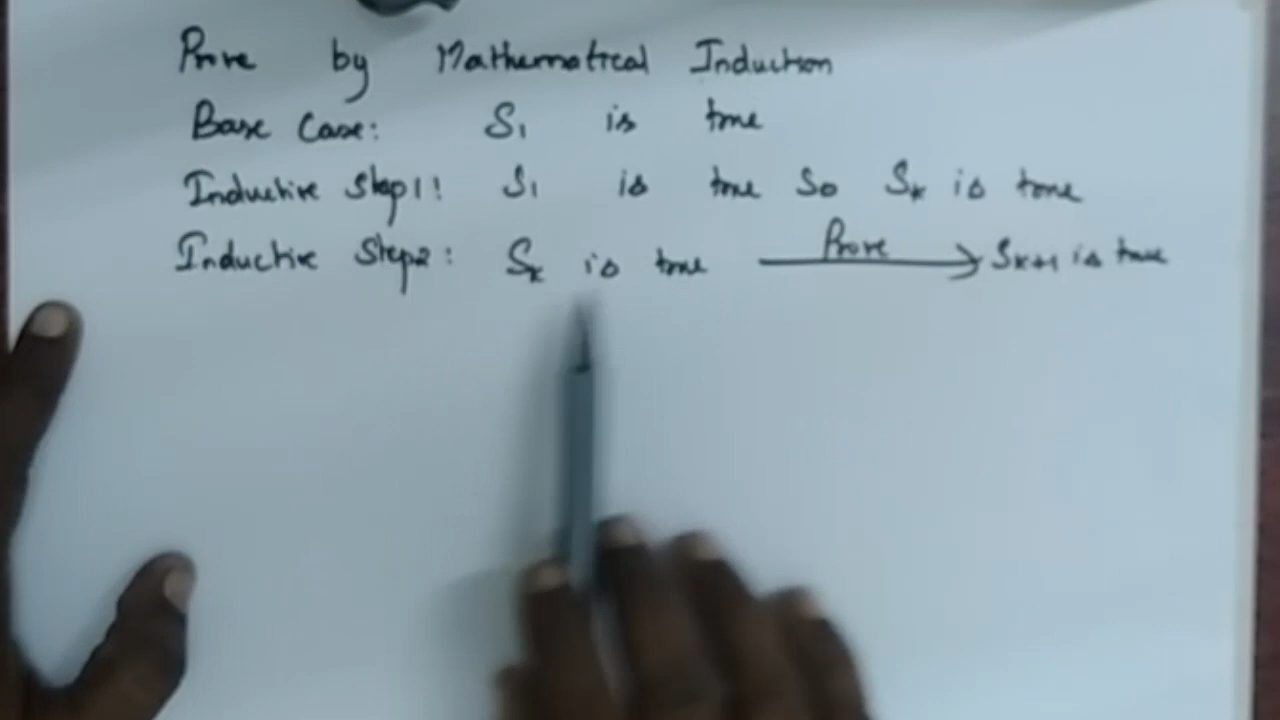 Prove by Mathematical Induction
Base Case: S₁ is true
Inductive Step1: S₁ is true So Sₖ is true
Inductive Step2: Sₖ is true Prove → Sₖ₊₁ is true